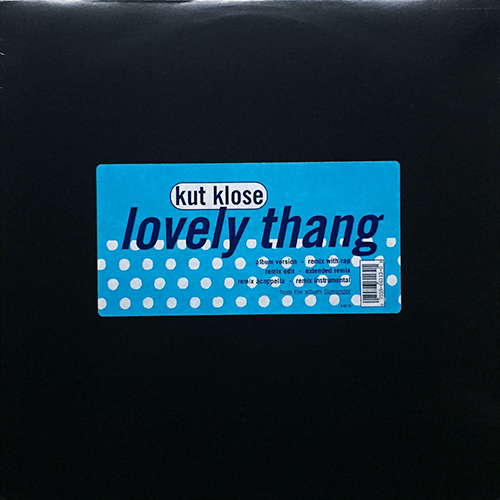 kut klose
lovely thang
album version • remix with rap
remix edit • extended remix
remix acappella • remix instrumental
from the album Surrender